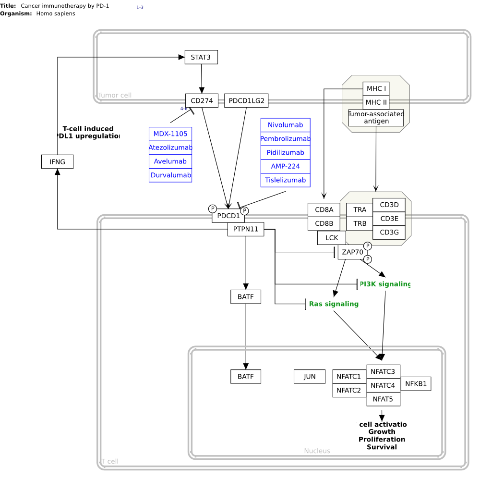 Title: Cancer immunotherapy by PD-1
Organism: Homo sapiens
1-3
STAT3
Tumor cell
CD274
PDCD1LG2
MHC I
MHC II
Tumor-associated
antigen
T-cell induced
PDL1 upregulation
IFNG
MDX-1105
Atezolizumab
Avelumab
Durvalumab
Nivolumab
Pembrolizumab
Pidilizumab
AMP-224
Tislelizumab
P
P
PDCD1
PTPN11
CD8A
CD8B
LCK
TRA
TRB
CD3D
CD3E
CD3G
P
ZAP70
P
PI3K signaling
Ras signaling
BATF
BATF
JUN
NFATC1
NFATC2
NFATC3
NFATC4
NFAT5
NFKB1
cell activatio
Growth
Proliferation
Survival
Nucleus
T cell